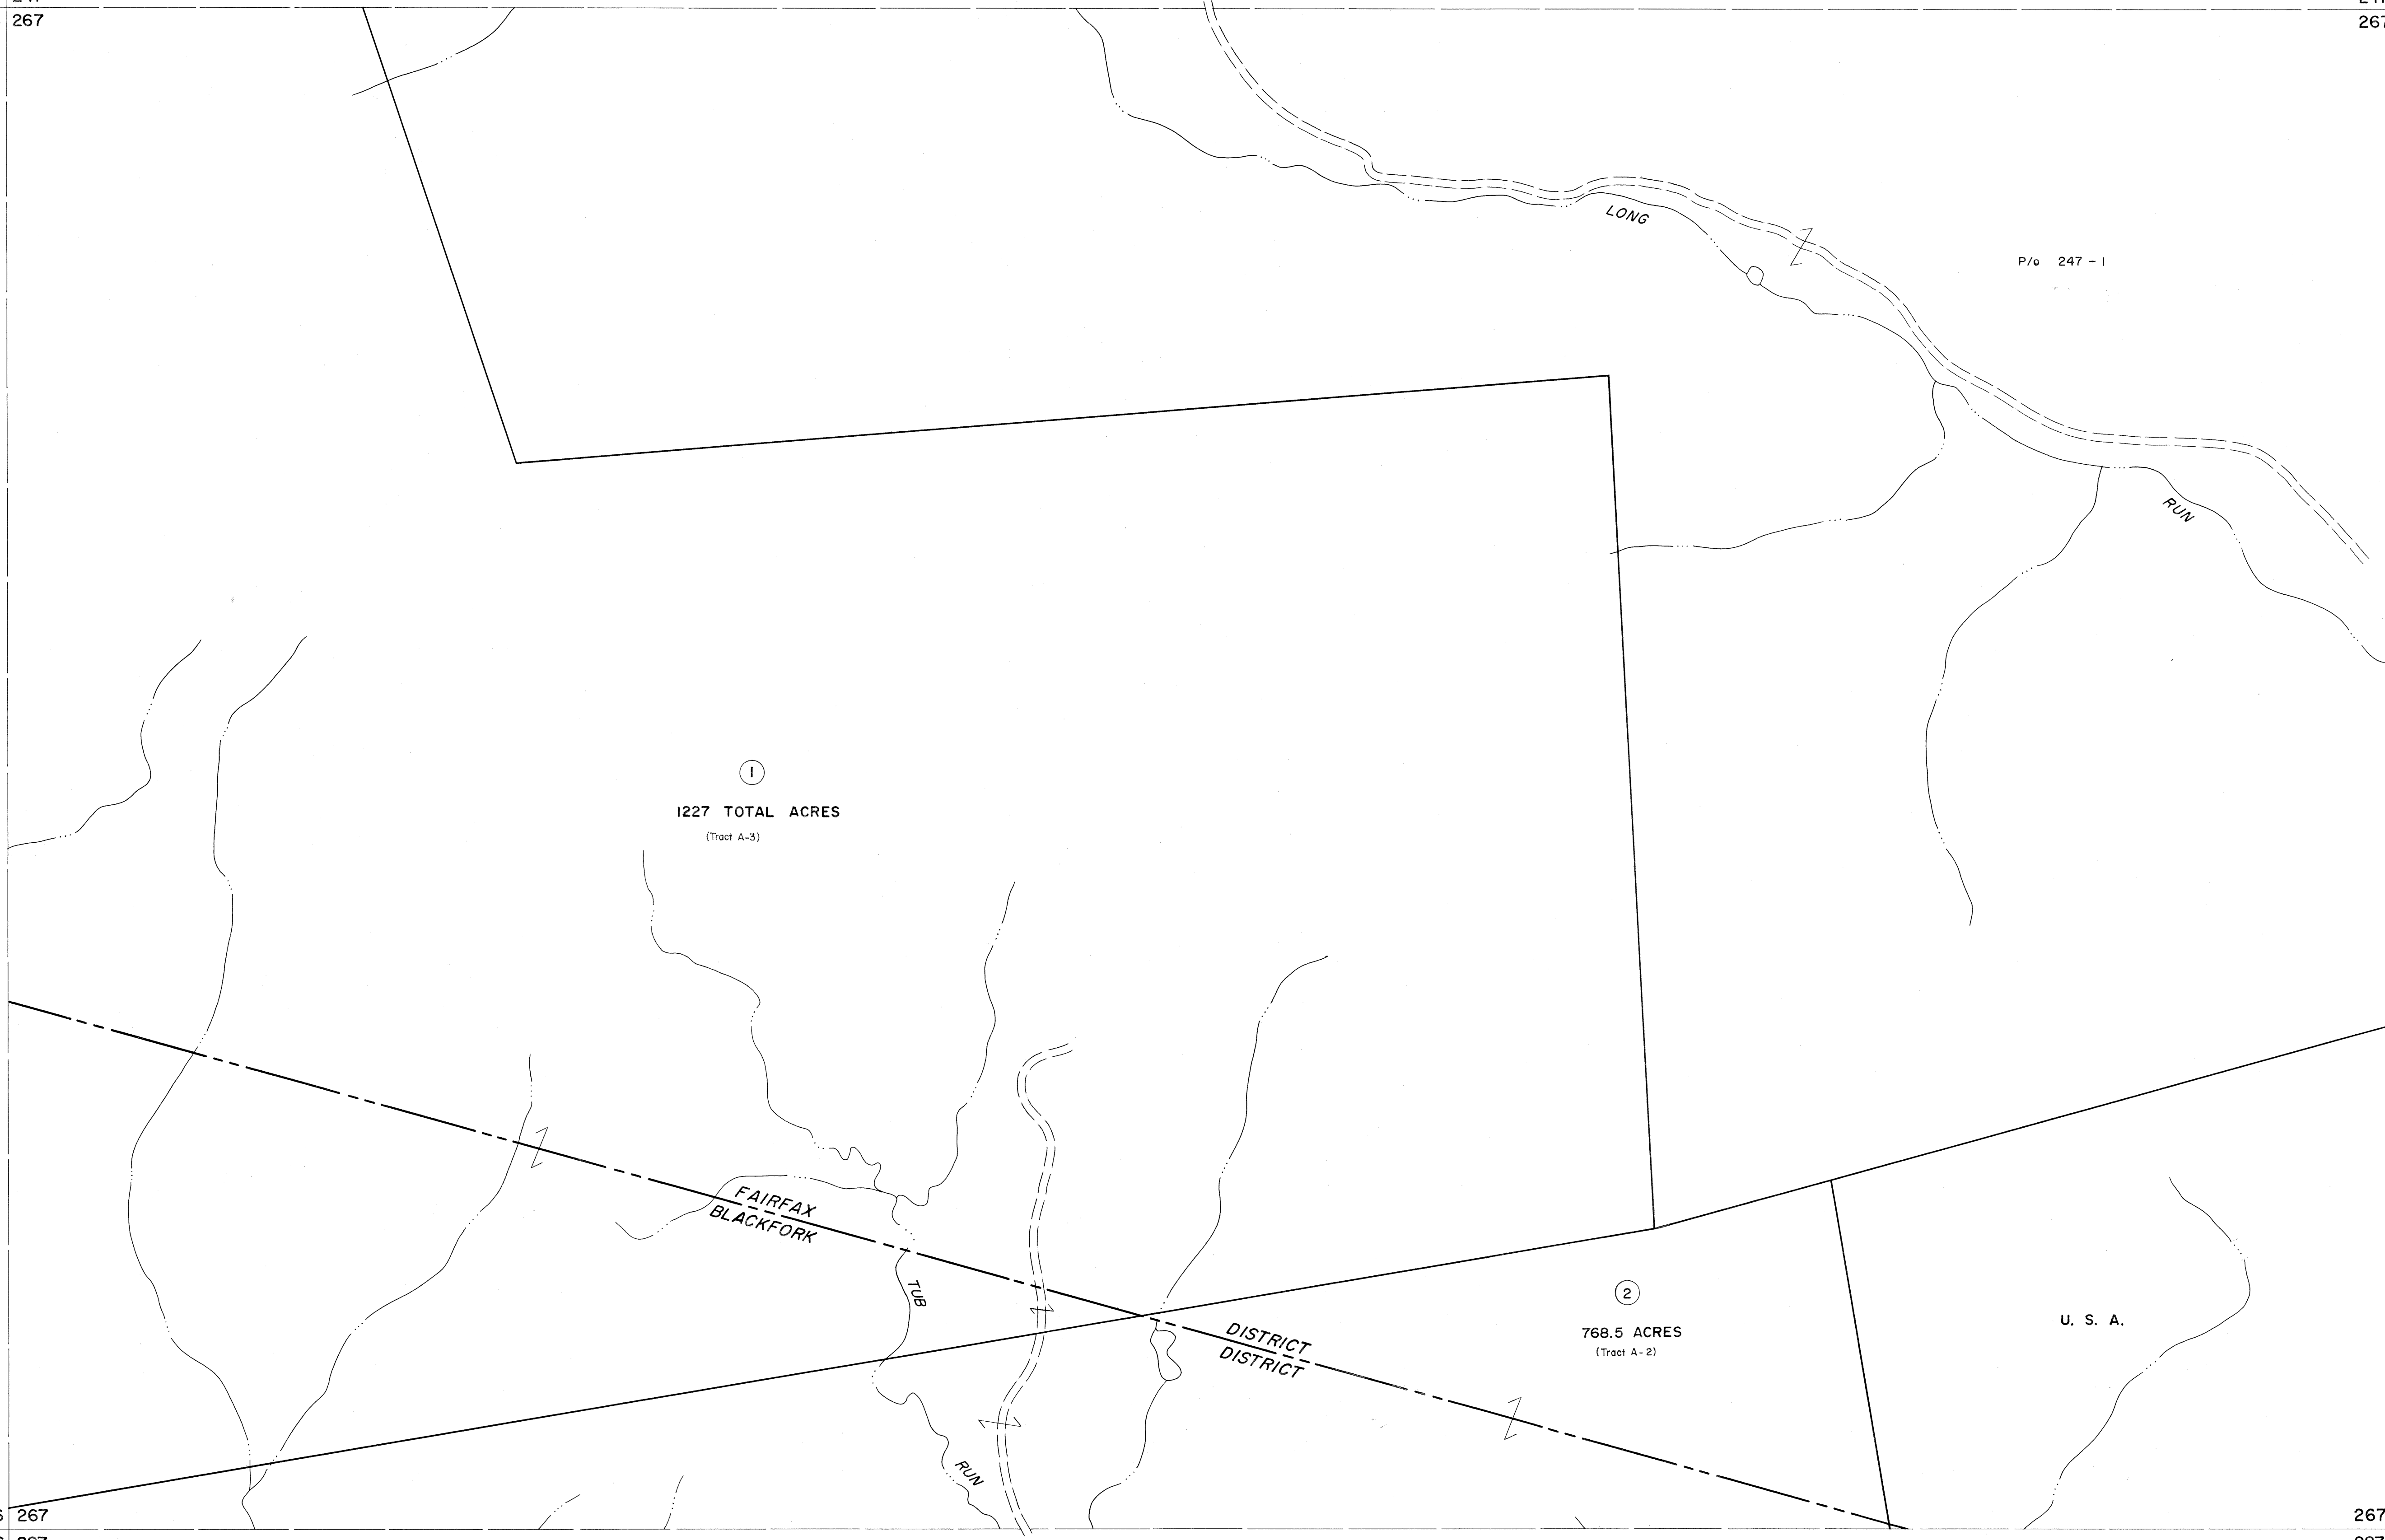 267
267
LONG
P/o 247 - 1
RUN
1
1227 TOTAL ACRES
(Tract A-3)
FAIRFAX
BLACKFORK
TUB
DISTRICT
DISTRICT
2
768.5 ACRES
(Tract A-2)
U. S. A.
RUN
267
267